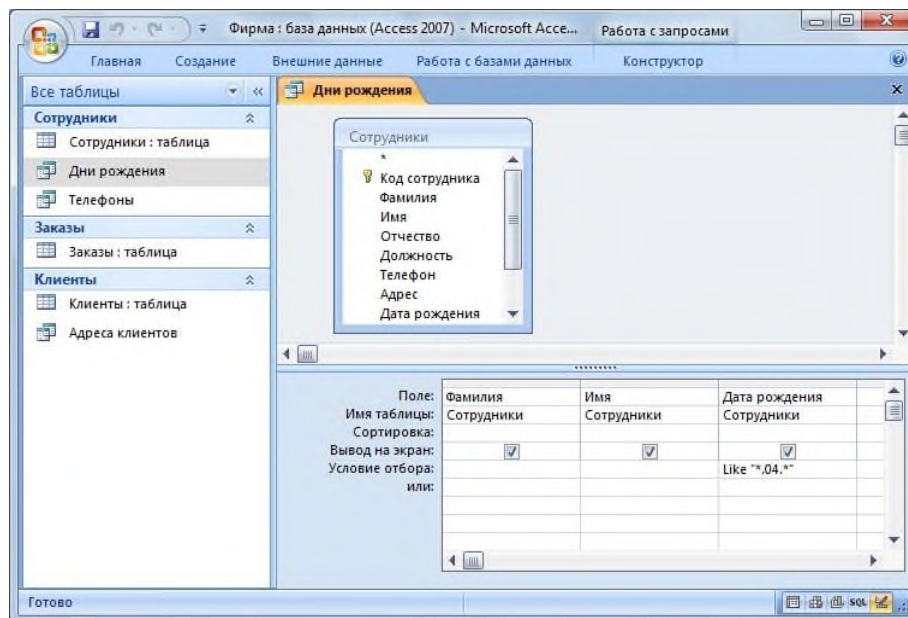 Фирма : база данных (Access 2007) - Microsoft Acce...
Работа с запросами
Главная
Создание
Внешние данные
Работа с базами данных
Конструктор
Все таблицы
Сотрудники
Сотрудники : таблица
Дни рождения
Телефоны
Заказы
Заказы : таблица
Клиенты
Клиенты : таблица
Адреса клиентов
Дни рождения
Сотрудники
*
Код сотрудника
Фамилия
Имя
Отчество
Должность
Телефон
Адрес
Дата рождения
Поле: Фамилия Имя Дата рождения
Имя таблицы: Сотрудники Сотрудники Сотрудники
Сортировка:
Вывод на экран:
Условие отбора: Like "*.04.*"
или:
Готово
SQL